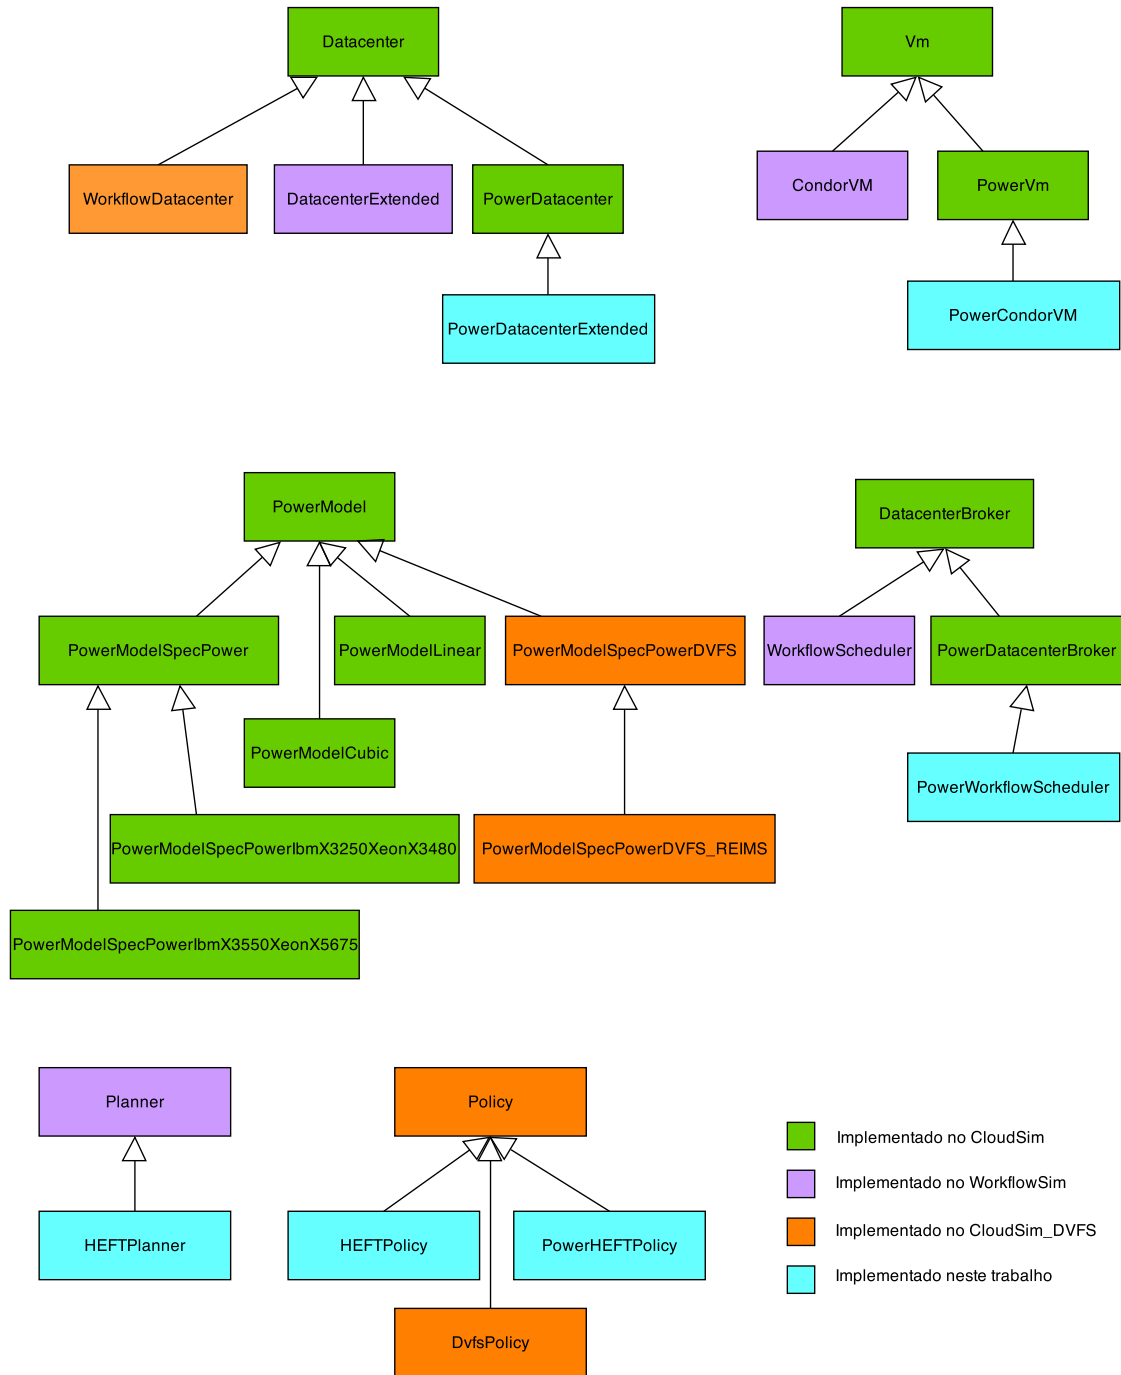 Datacenter
Vm
WorkflowDatacenter
DatacenterExtended
PowerDatacenter
CondorVM
PowerVm
PowerDatacenterExtended
PowerCondorVM
PowerModel
DatacenterBroker
PowerModelSpecPower
PowerModelLinear
PowerModelSpecPowerDVFS
WorkflowScheduler
PowerDatacenterBroker
PowerModelCubic
PowerWorkflowScheduler
PowerModelSpecPowerIbmX3250XeonX3480
PowerModelSpecPowerDVFS_REIMS
PowerModelSpecPowerIbmX3550XeonX5675
Planner
Policy
Implementado no CloudSim
Implementado no WorkflowSim
Implementado no CloudSim_DVFS
HEFTPlanner
HEFTPolicy
PowerHEFTPolicy
Implementado neste trabalho
DvfsPolicy